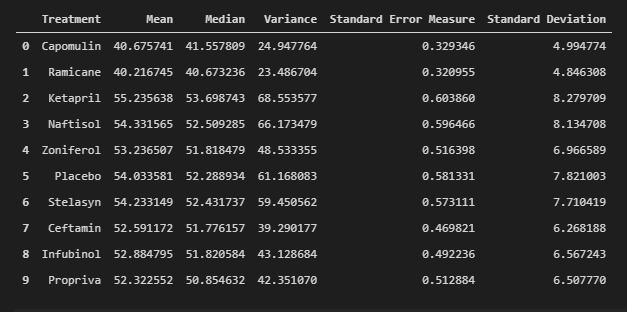 Treatment Mean Median Variance Standard Error Measure Standard Deviation
0 Capomulin 40.675741 41.557809 24.947764 0.329346 4.994774
1 Ramicane 40.216745 40.673236 23.486704 0.320955 4.846308
2 Ketapril 55.235638 53.698743 68.553577 0.603860 8.279709
3 Naftisol 54.331565 52.509285 66.173479 0.596466 8.134708
4 Zoniferol 53.236507 51.818479 48.533355 0.516398 6.966589
5 Placebo 54.033581 52.288934 61.168083 0.581331 7.821003
6 Stelasyn 54.233149 52.431737 59.450562 0.573111 7.710419
7 Ceftamin 52.591172 51.776157 39.290177 0.469821 6.268188
8 Infubinol 52.884795 51.820584 43.128684 0.492236 6.567243
9 Propriva 52.322552 50.854632 42.351070 0.512884 6.507770